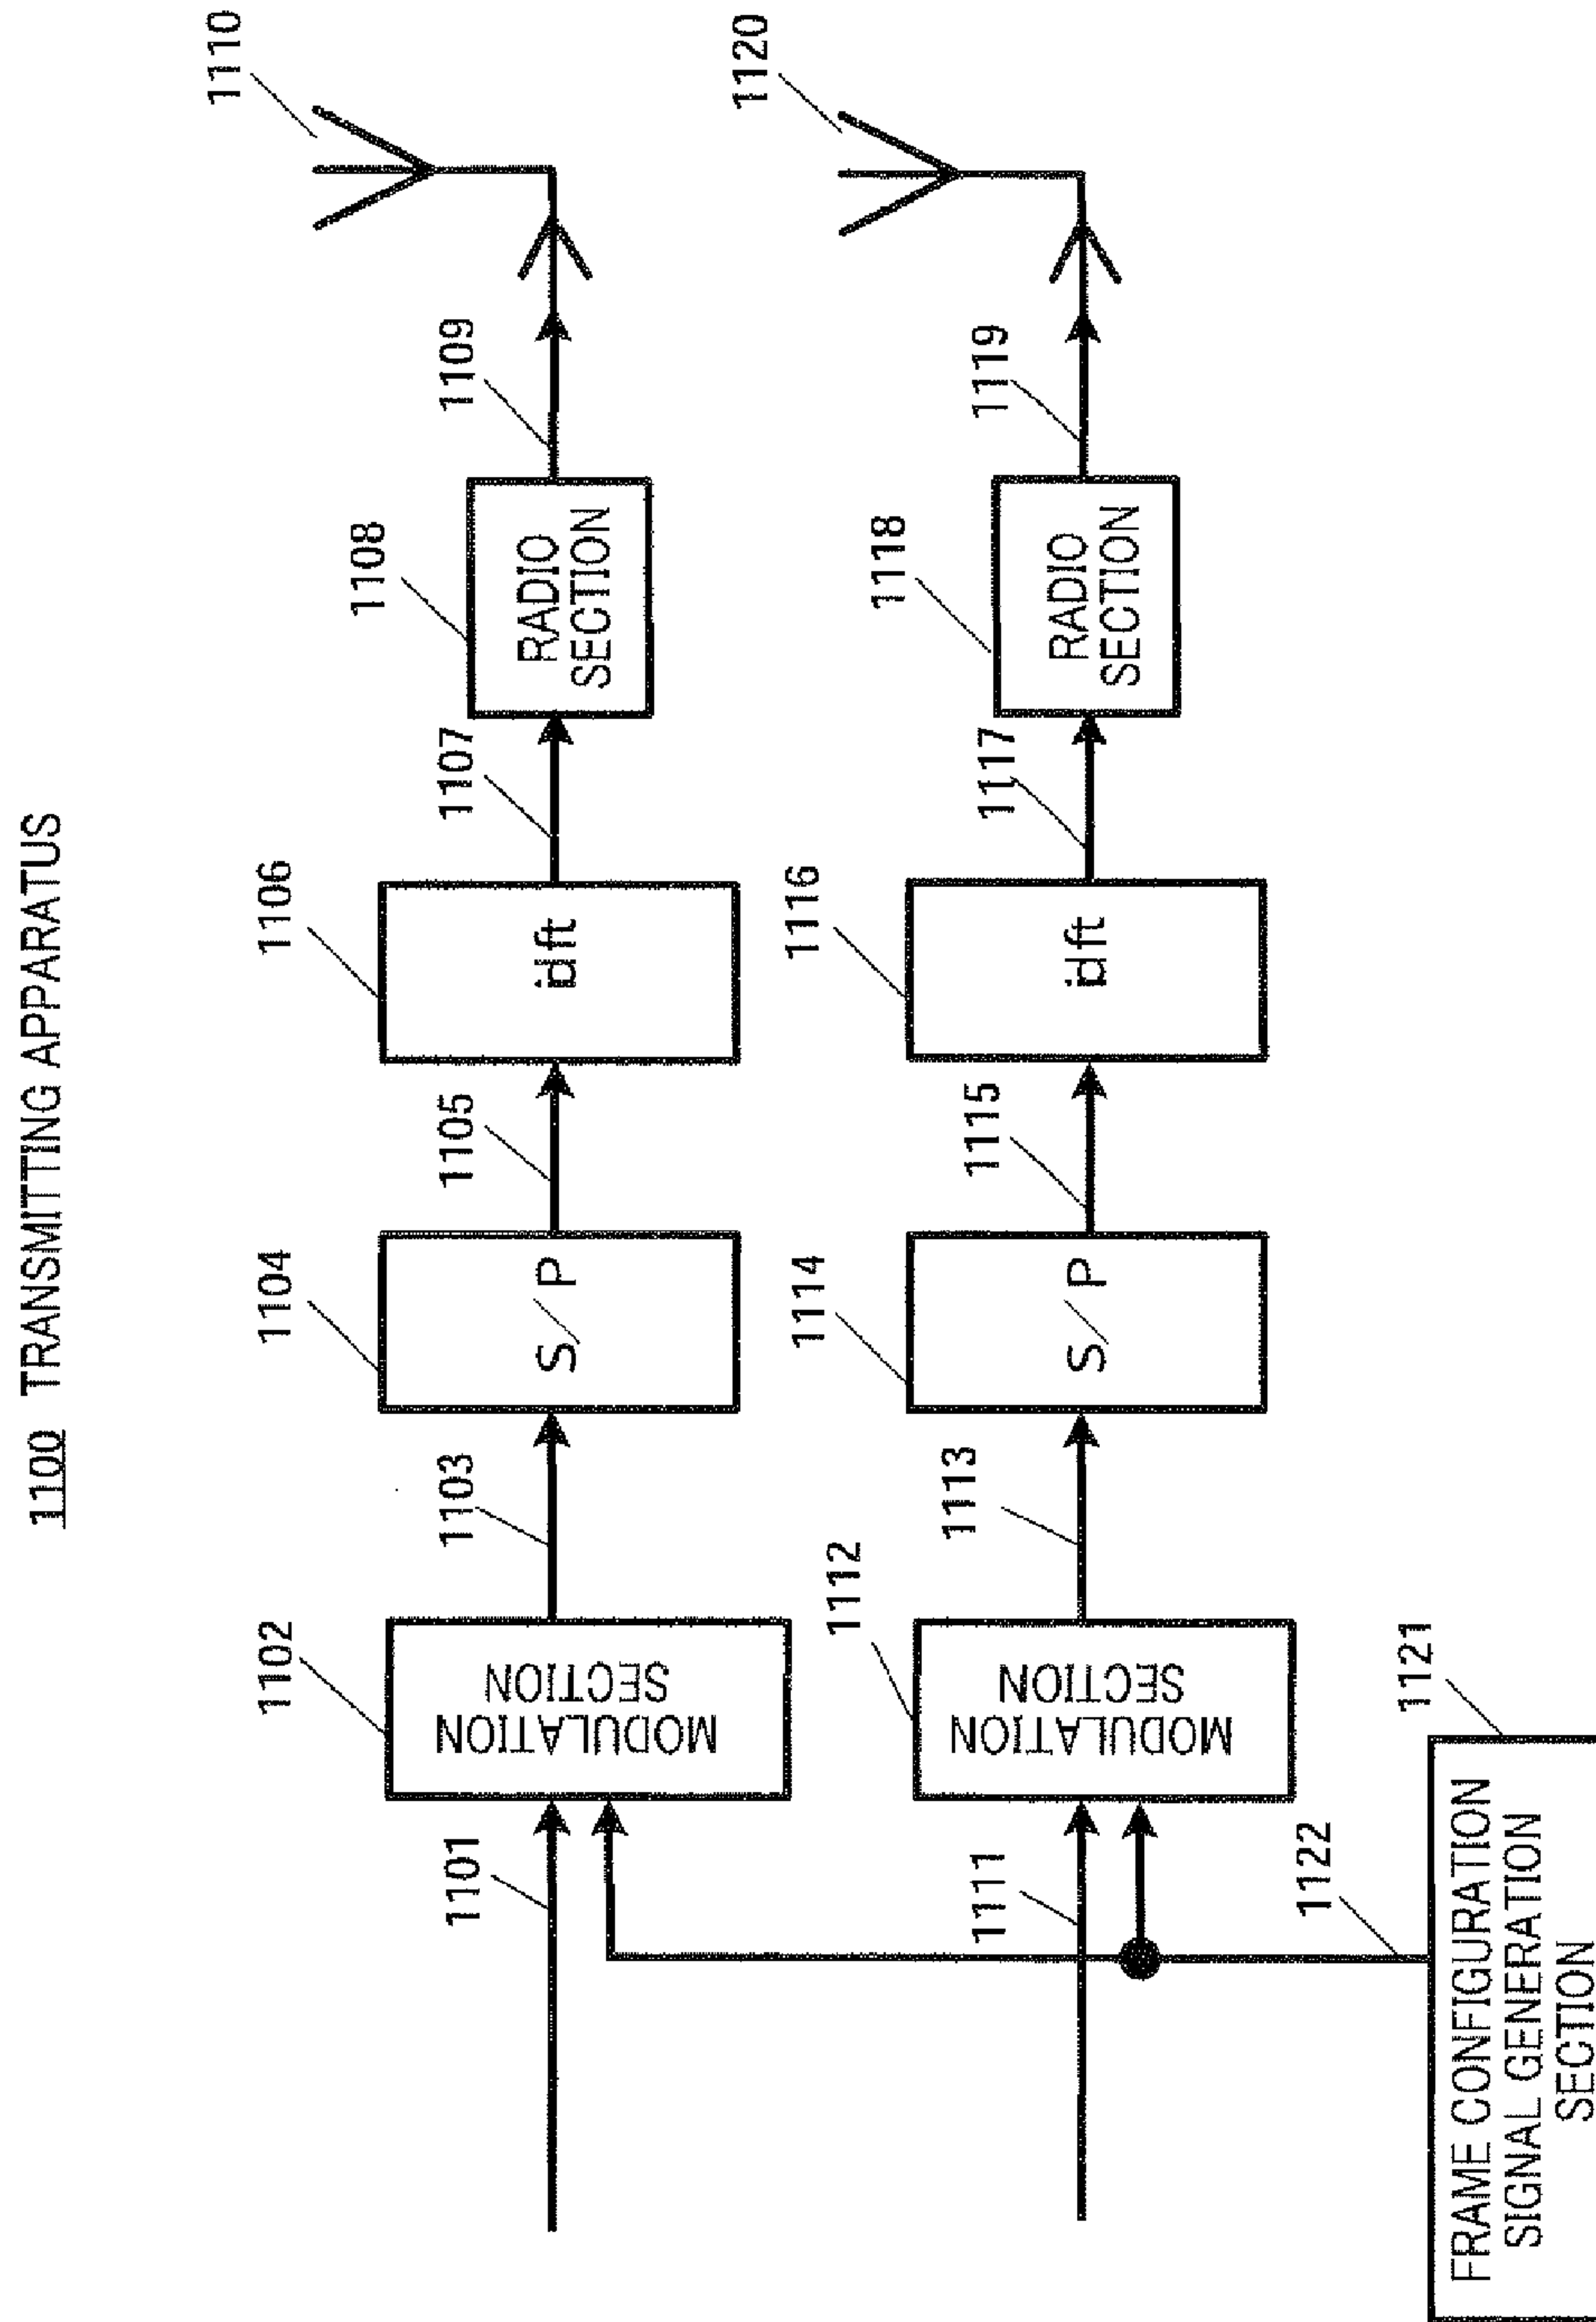 1100 TRANSMITTING APPARATUS
1110
1109
1108
RADIO
SECTION
1107
1106
idft
1105
1104
S/P
1103
1102
MODULATION
SECTION
1101
1120
1119
1118
RADIO
SECTION
1117
1116
idft
1115
1114
S/P
1113
1112
MODULATION
SECTION
1111
1122
1121
FRAME CONFIGURATION
SIGNAL GENERATION
SECTION